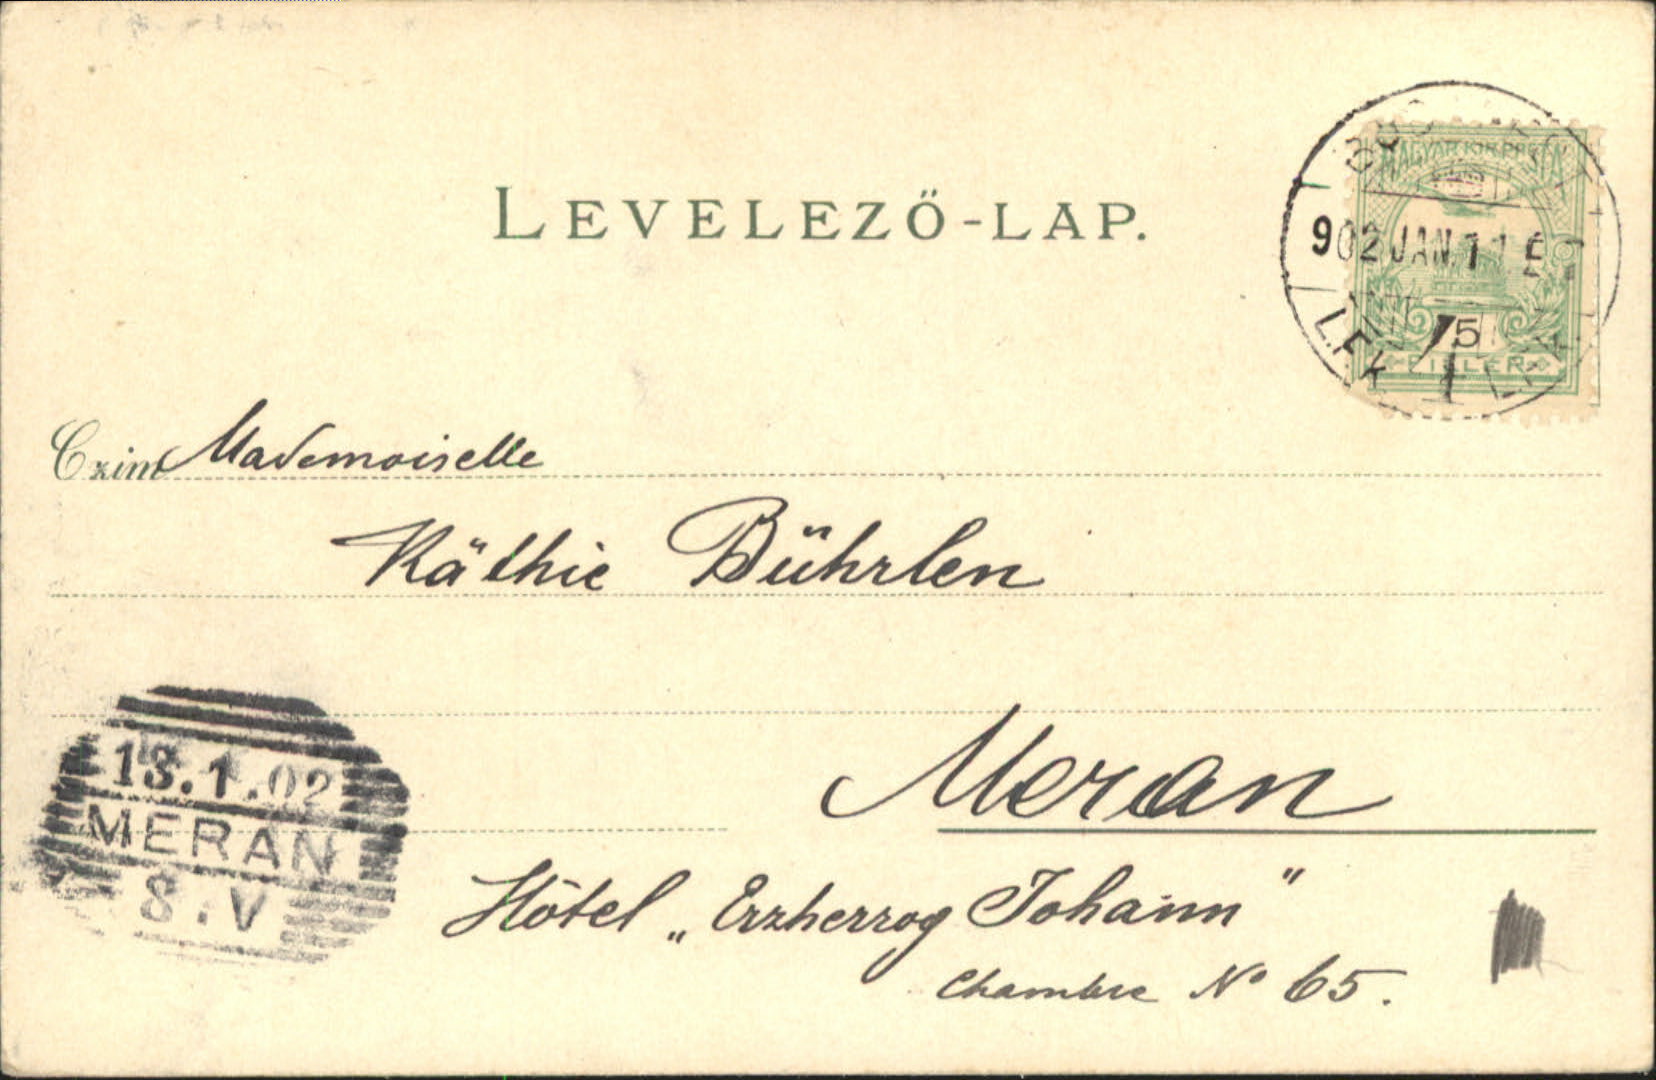 LEVELEZŐ-LAP.
MAGYAR KIR. POSTA
902 JAN. 11 E
5
FILLER
Czim Mademoiselle
Käthie Bührlen
Meran
Hôtel „Erzherzog Johann"
Chambre No 65.
13.1.02
MERAN
8.V